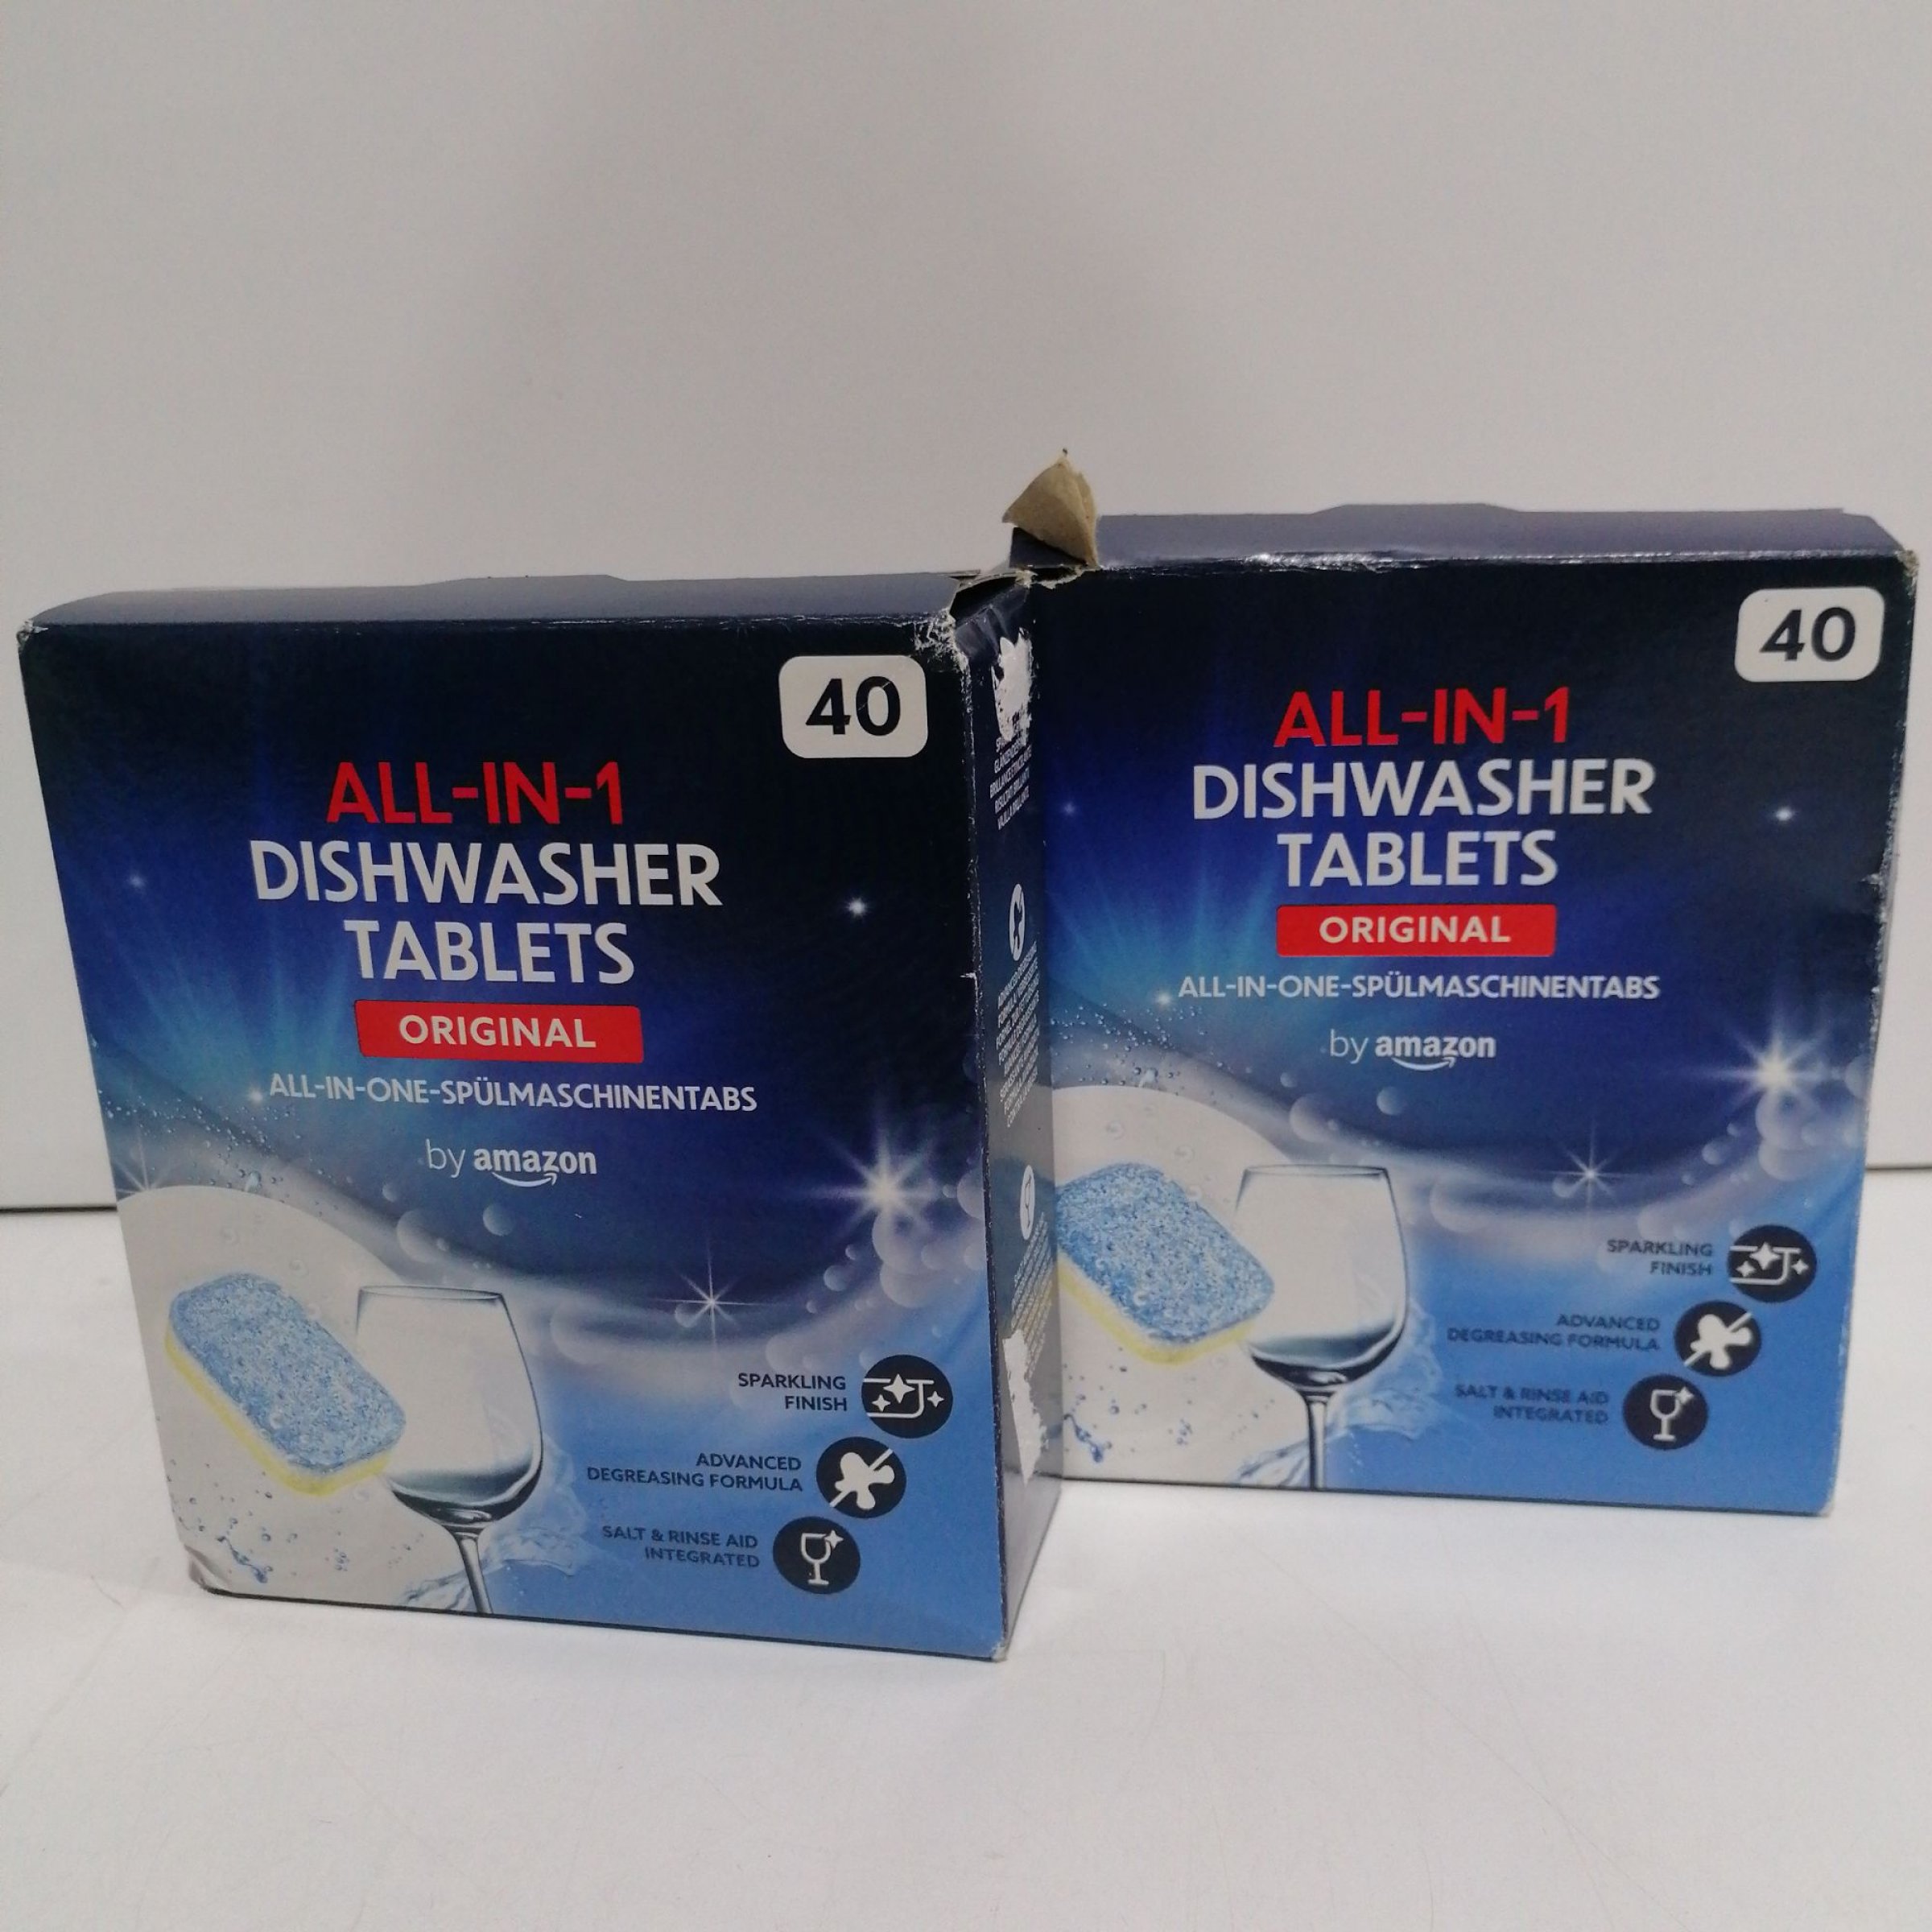 40
ALL-IN-1
DISHWASHER
TABLETS
ORIGINAL
ALL-IN-ONE-SPÜLMASCHINENTABS
by amazon
SPARKLING
FINISH
ADVANCED
DEGREASING FORMULA
SALT & RINSE AID
INTEGRATED
40
ALL-IN-1
DISHWASHER
TABLETS
ORIGINAL
ALL-IN-ONE-SPÜLMASCHINENTABS
by amazon
SPARKLING
FINISH
ADVANCED
DEGREASING FORMULA
SALT & RINSE AID
INTEGRATED